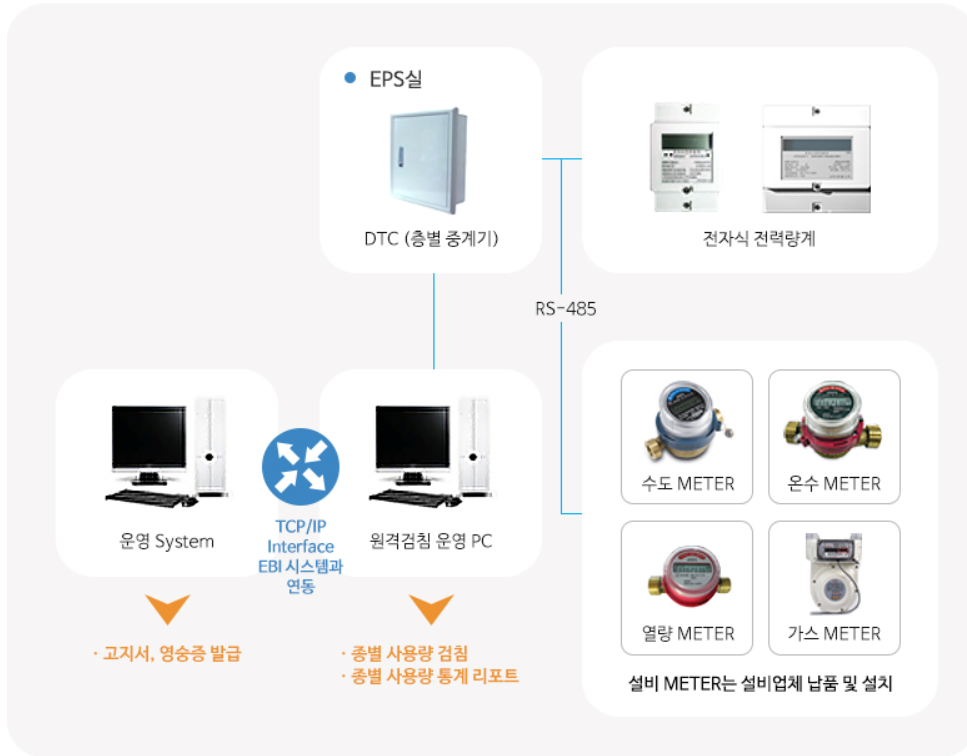 EPS실
DTC (층별 중계기)
전자식 전력량계
RS-485
운영 System
TCP/IP
Interface
EBI 시스템과
연동
원격검침 운영 PC
· 고지서, 영숭증 발급
· 종별 사용량 검침
· 종별 사용량 통계 리포트
수도 METER
온수 METER
열량 METER
가스 METER
설비 METER는 설비업체 납품 및 설치